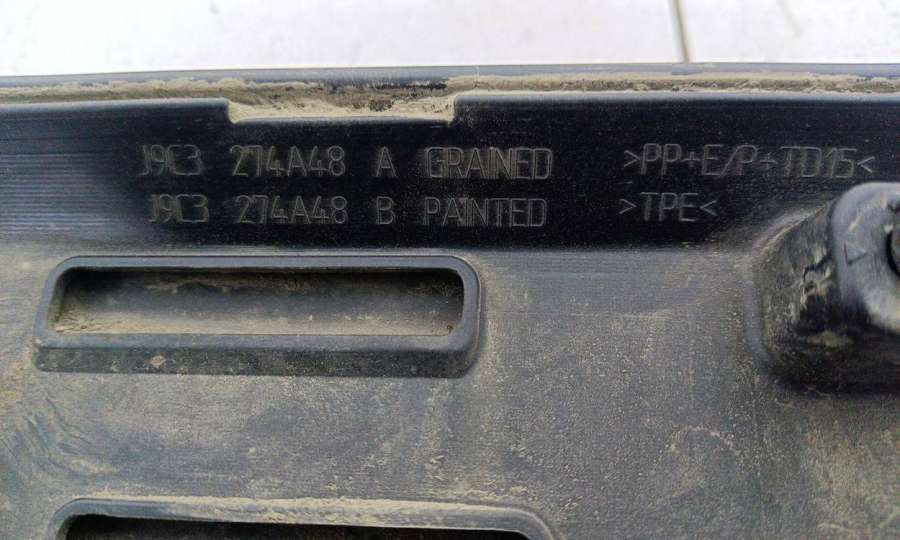 J9C3 274A48 A GRAINED >PP+E/P+TD15<
J9C3 274A48 B PAINTED >TPE<